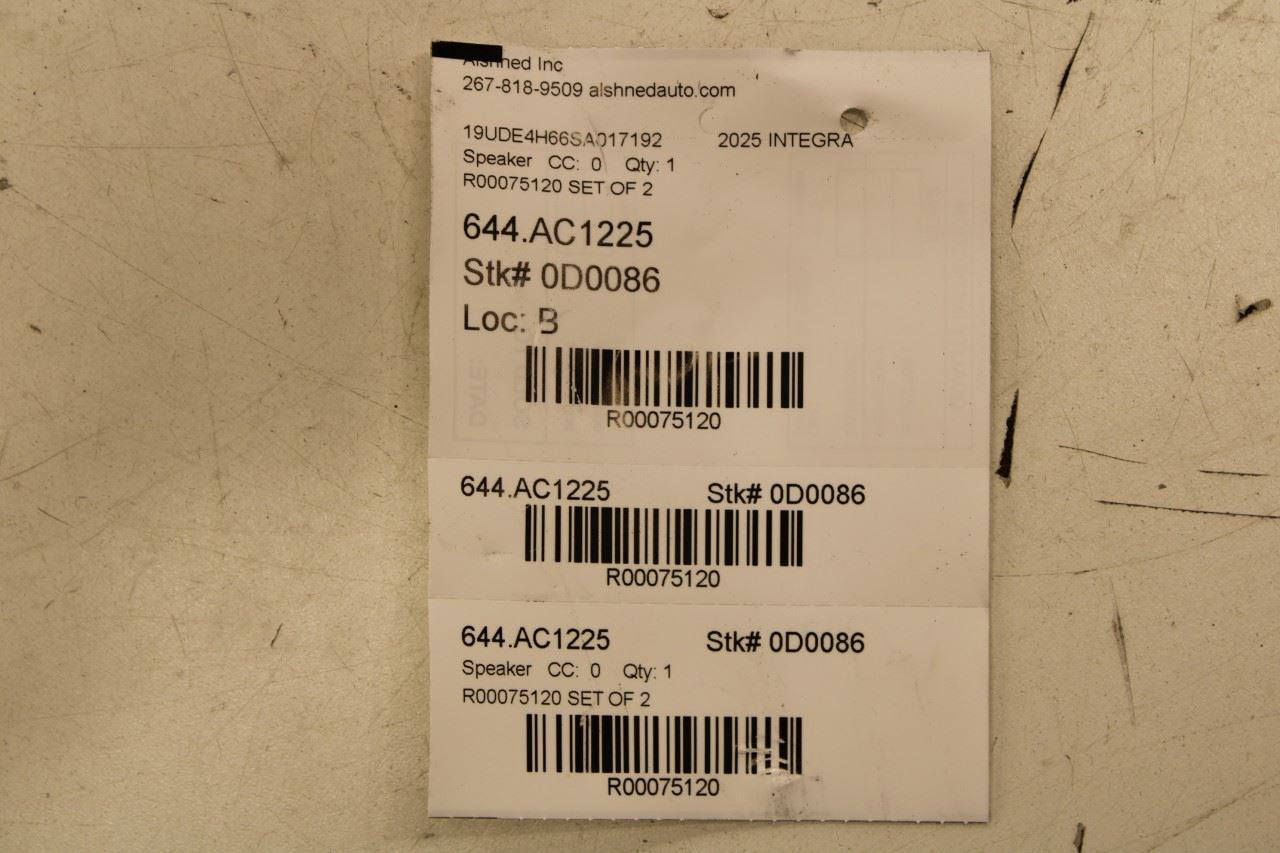 Alshned Inc
267-818-9509 alshnedauto.com
19UDE4H66SA017192 2025 INTEGRA
Speaker CC: 0 Qty: 1
R00075120 SET OF 2
644.AC1225
Stk# 0D0086
Loc: B
R00075120
644.AC1225 Stk# 0D0086
R00075120
644.AC1225 Stk# 0D0086
Speaker CC: 0 Qty: 1
R00075120 SET OF 2
R00075120